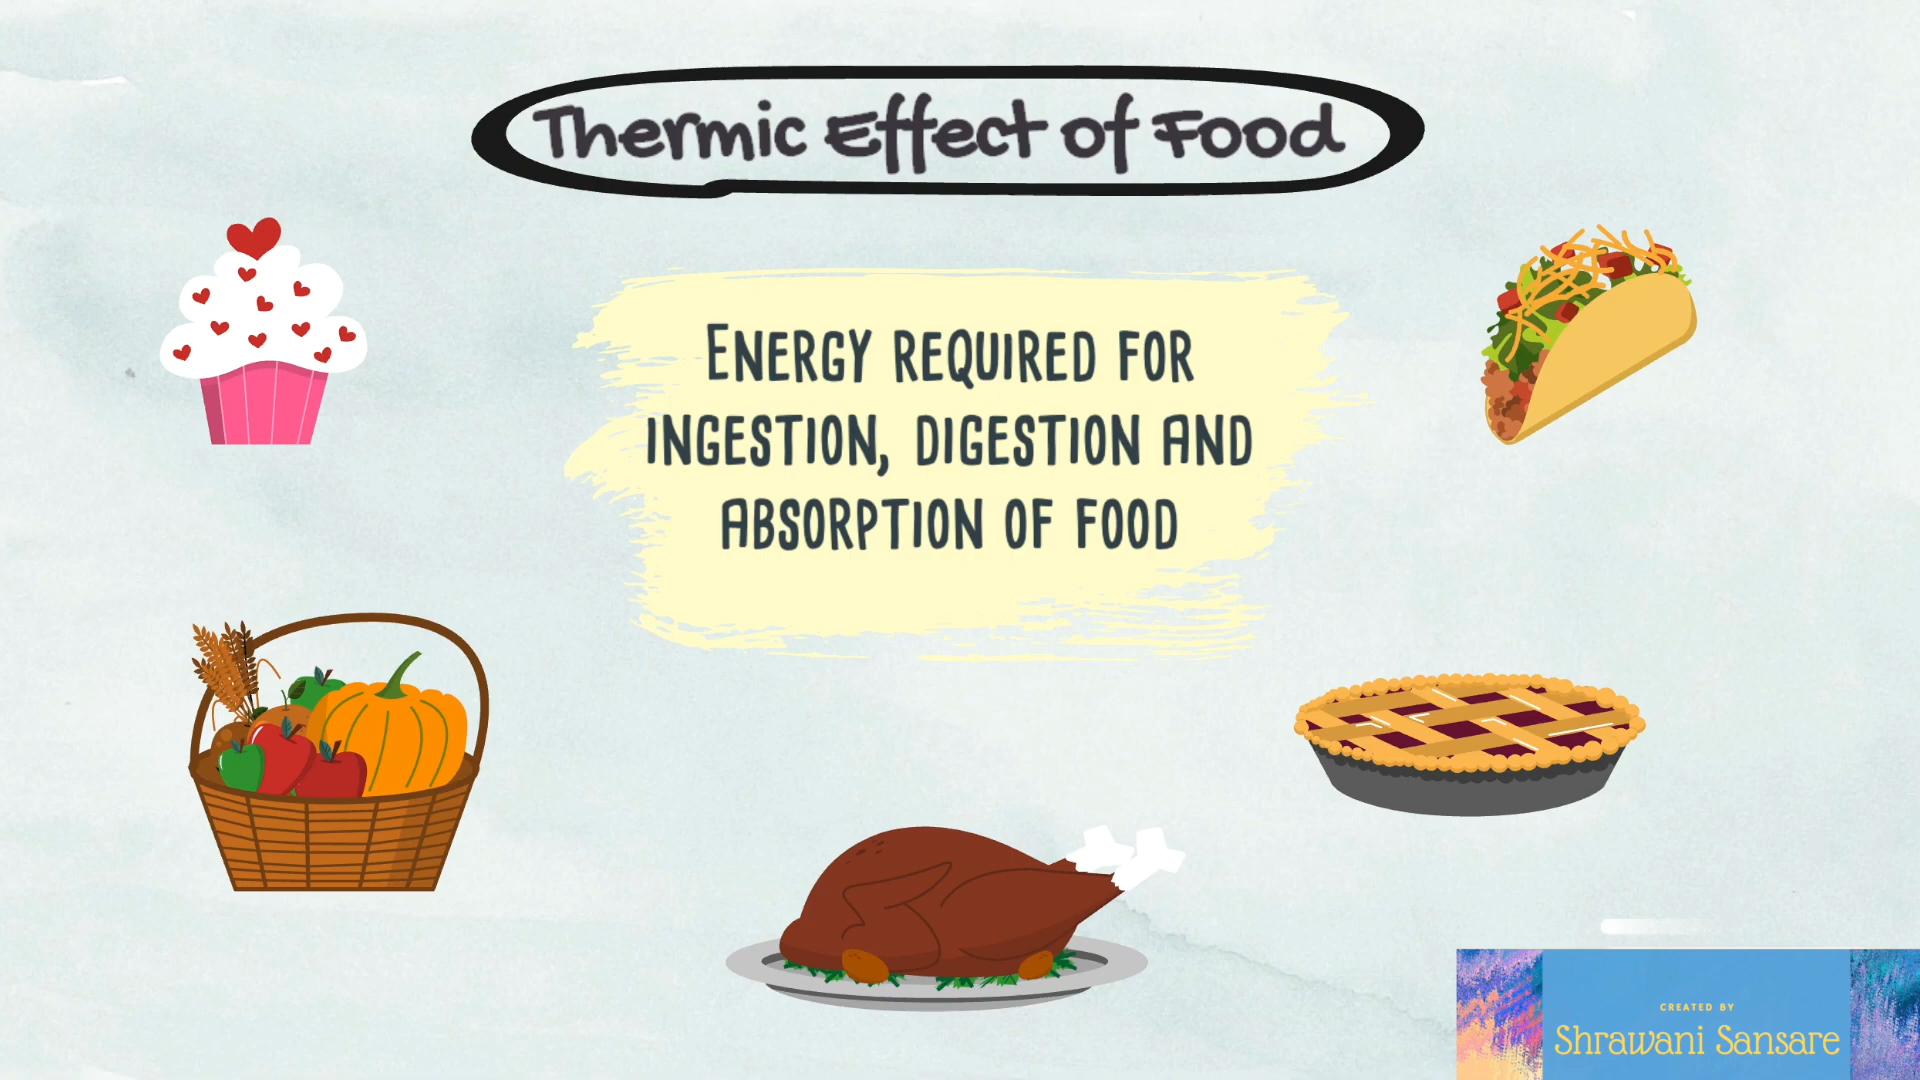 Thermic Effect of Food
ENERGY REQUIRED FOR
INGESTION, DIGESTION AND
ABSORPTION OF FOOD
CREATED BY
Shrawani Sansare